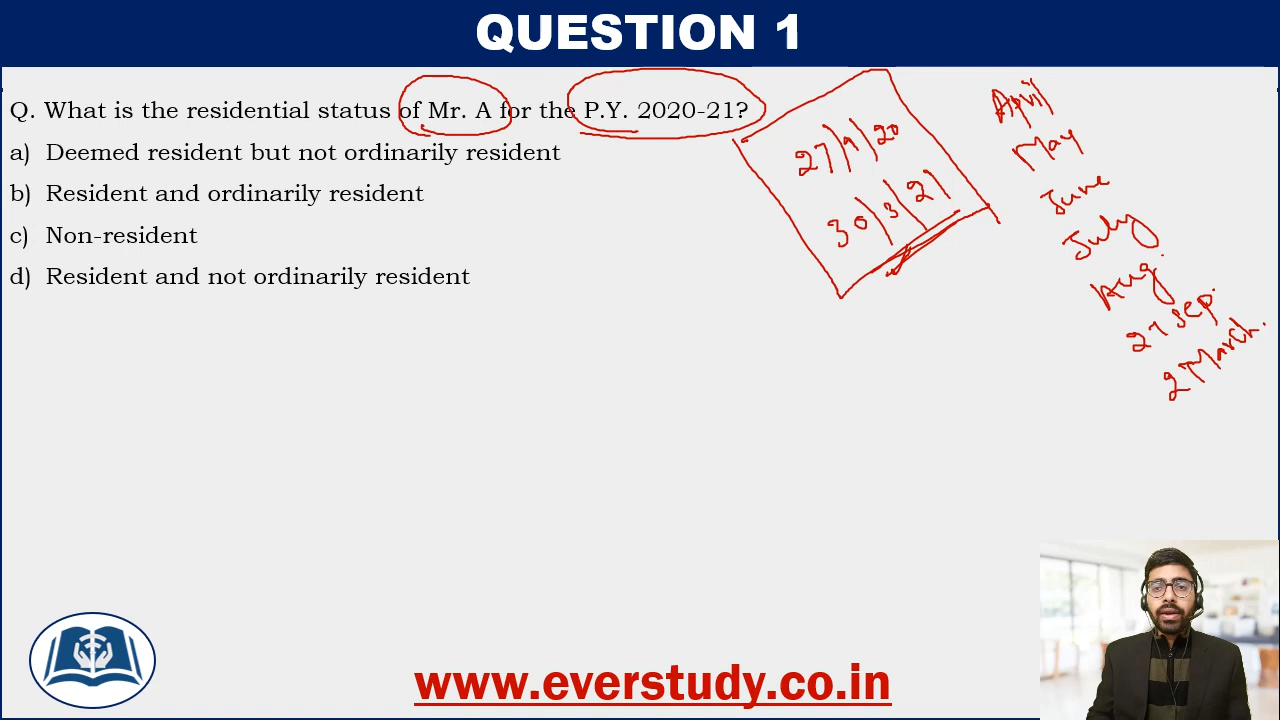 QUESTION 1
Q. What is the residential status of Mr. A for the P.Y. 2020-21?
a) Deemed resident but not ordinarily resident
b) Resident and ordinarily resident
c) Non-resident
d) Resident and not ordinarily resident
27/9/20
30/3/21
April
May
June
July
Aug.
27 Sep.
2 March.
www.everstudy.co.in